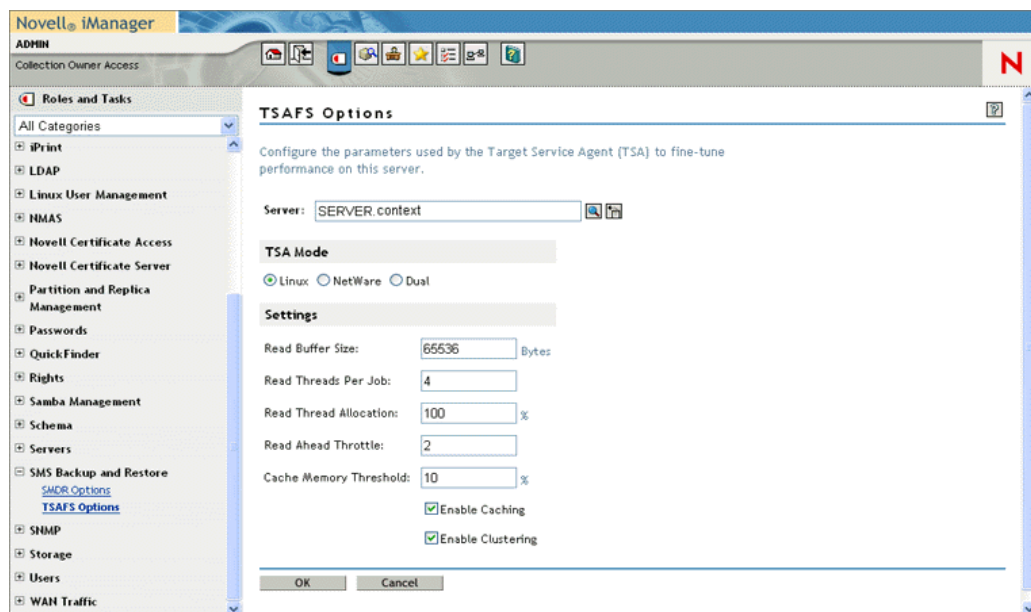 Novell® iManager
ADMIN
Collection Owner Access
N
Roles and Tasks
All Categories
iPrint
LDAP
Linux User Management
NMAS
Novell Certificate Access
Novell Certificate Server
Partition and Replica
Management
Passwords
QuickFinder
Rights
Samba Management
Schema
Servers
SMS Backup and Restore
SMDR Options
TSAFS Options
SNMP
Storage
Users
WAN Traffic
TSAFS Options
?
Configure the parameters used by the Target Service Agent (TSA) to fine-tune
performance on this server.
Server: SERVER.context
TSA Mode
Linux NetWare Dual
Settings
Read Buffer Size: 65536 Bytes
Read Threads Per Job: 4
Read Thread Allocation: 100 %
Read Ahead Throttle: 2
Cache Memory Threshold: 10 %
Enable Caching
Enable Clustering
OK Cancel